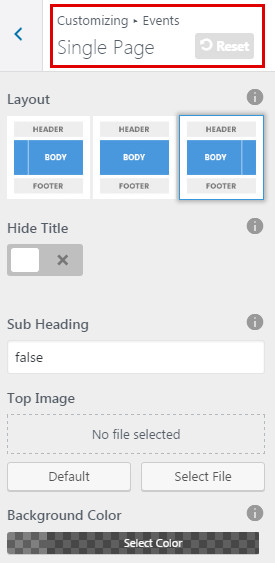 Customizing ▸ Events
Single Page
Reset
Layout
HEADER HEADER HEADER
BODY BODY BODY
FOOTER FOOTER FOOTER
Hide Title
Sub Heading
false
Top Image
No file selected
Default Select File
Background Color
Select Color